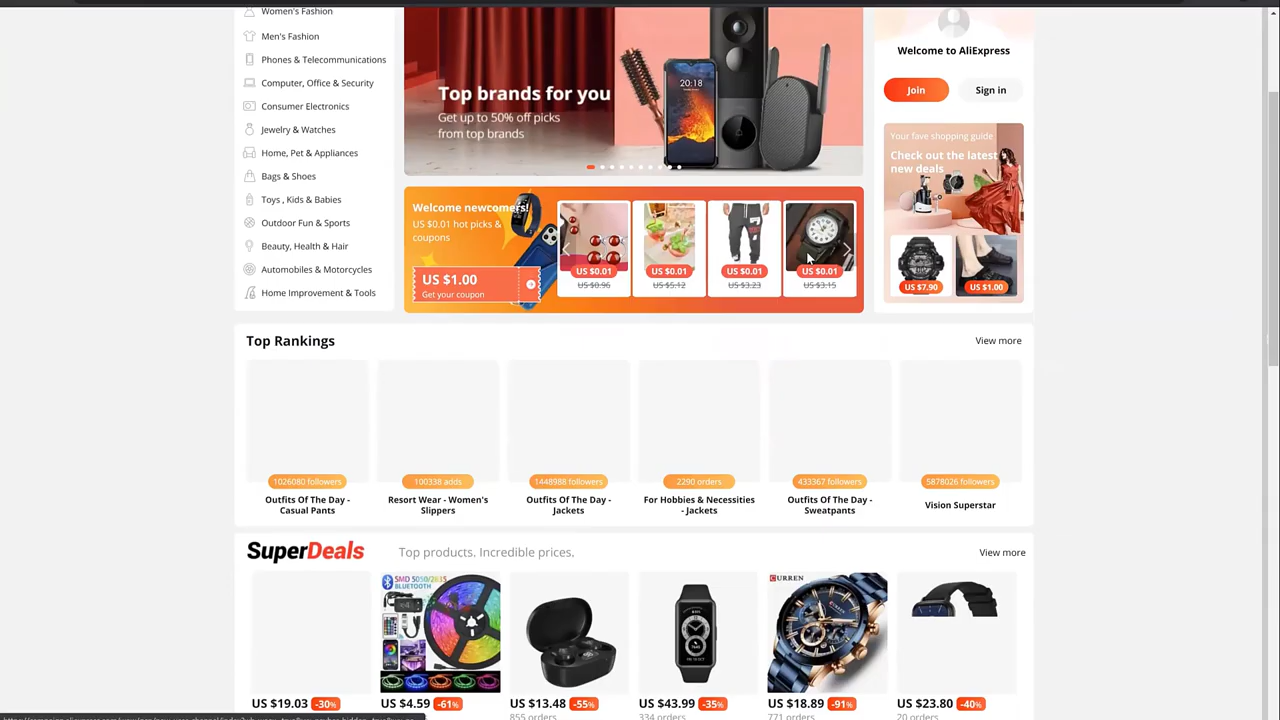 Women's Fashion
Men's Fashion
Phones & Telecommunications
Computer, Office & Security
Consumer Electronics
Jewelry & Watches
Home, Pet & Appliances
Bags & Shoes
Toys , Kids & Babies
Outdoor Fun & Sports
Beauty, Health & Hair
Automobiles & Motorcycles
Home Improvement & Tools
Top brands for you
Get up to 50% off picks
from top brands
20:18
Welcome to AliExpress
Join
Sign in
Your fave shopping guide
Check out the latest
new deals
US $7.90
US $1.00
Welcome newcomers!
US $0.01 hot picks &
coupons
US $1.00
Get your coupon
US $0.01
US $0.96
US $0.01
US $5.12
US $0.01
US $3.23
US $0.01
US $3.15
Top Rankings
View more
1026080 followers
Outfits Of The Day -
Casual Pants
100338 adds
Resort Wear - Women's
Slippers
1448988 followers
Outfits Of The Day -
Jackets
2290 orders
For Hobbies & Necessities
- Jackets
433367 followers
Outfits Of The Day -
Sweatpants
5878026 followers
Vision Superstar
SuperDeals
Top products. Incredible prices.
View more
SMD 5050/2835
BLUETOOTH
CURREN
US $19.03 -30%
US $4.59 -61%
US $13.48 -55%
855 orders
US $43.99 -35%
334 orders
US $18.89 -91%
771 orders
US $23.80 -40%
20 orders